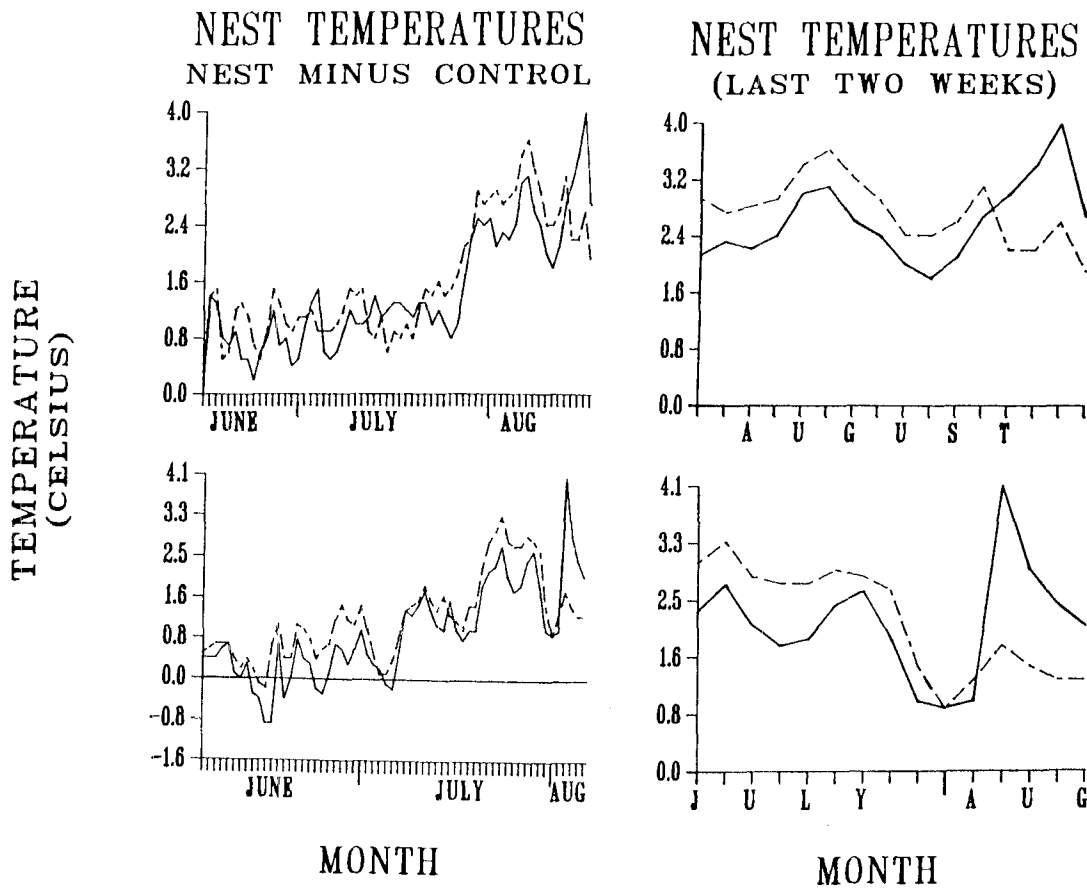 NEST TEMPERATURES
NEST MINUS CONTROL
NEST TEMPERATURES
(LAST TWO WEEKS)
TEMPERATURE
(CELSIUS)
4.0
3.2
2.4
1.6
0.8
0.0
JUNE JULY AUG
4.0
3.2
2.4
1.6
0.8
0.0
A U G U S T
4.1
3.3
2.5
1.6
0.8
0.0
-0.8
-1.6
JUNE JULY AUG
4.1
3.3
2.5
1.6
0.8
0.0
J U L Y A U G
MONTH
MONTH